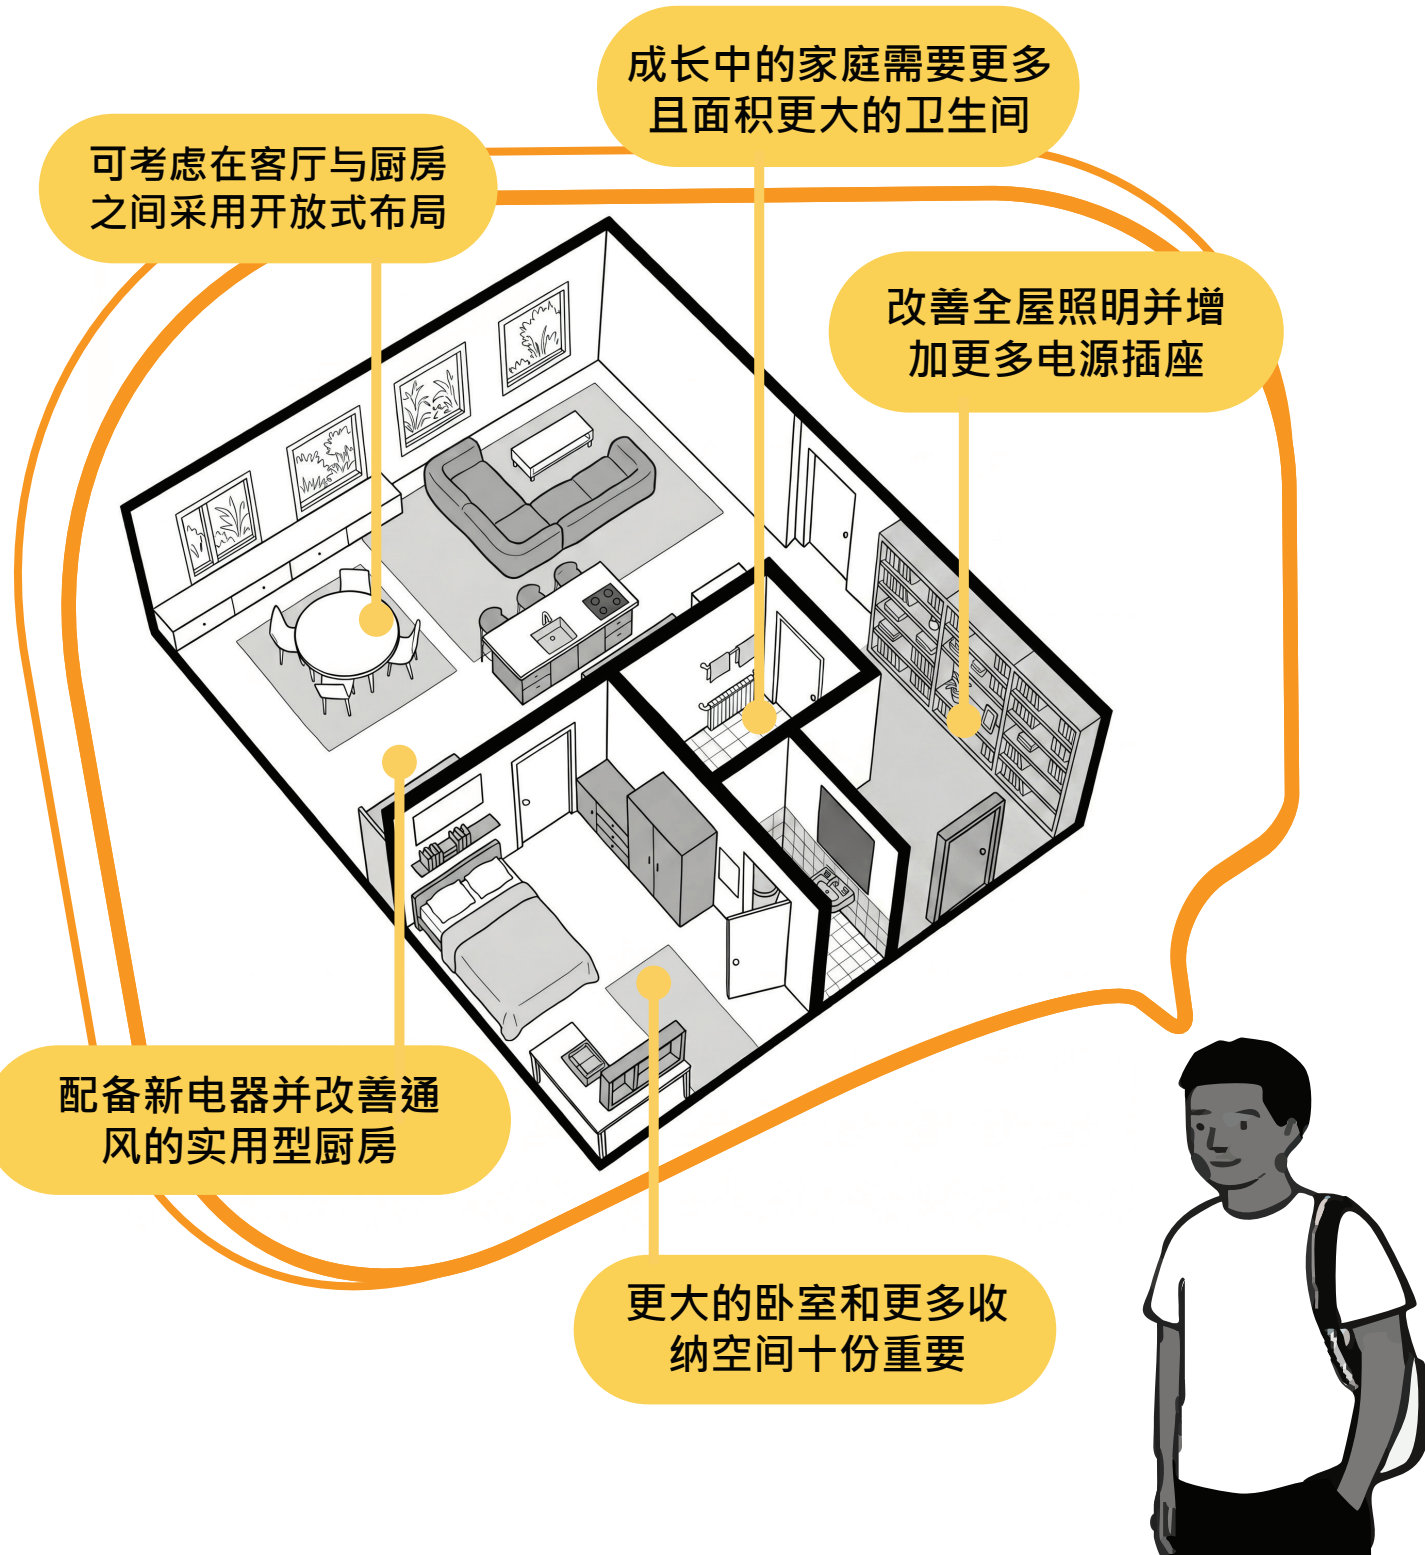 成长中的家庭需要更多
且面积更大的卫生间
可考虑在客厅与厨房
之间采用开放式布局
改善全屋照明并增
加更多电源插座
配备新电器并改善通
风的实用型厨房
更大的卧室和更多收
纳空间十份重要